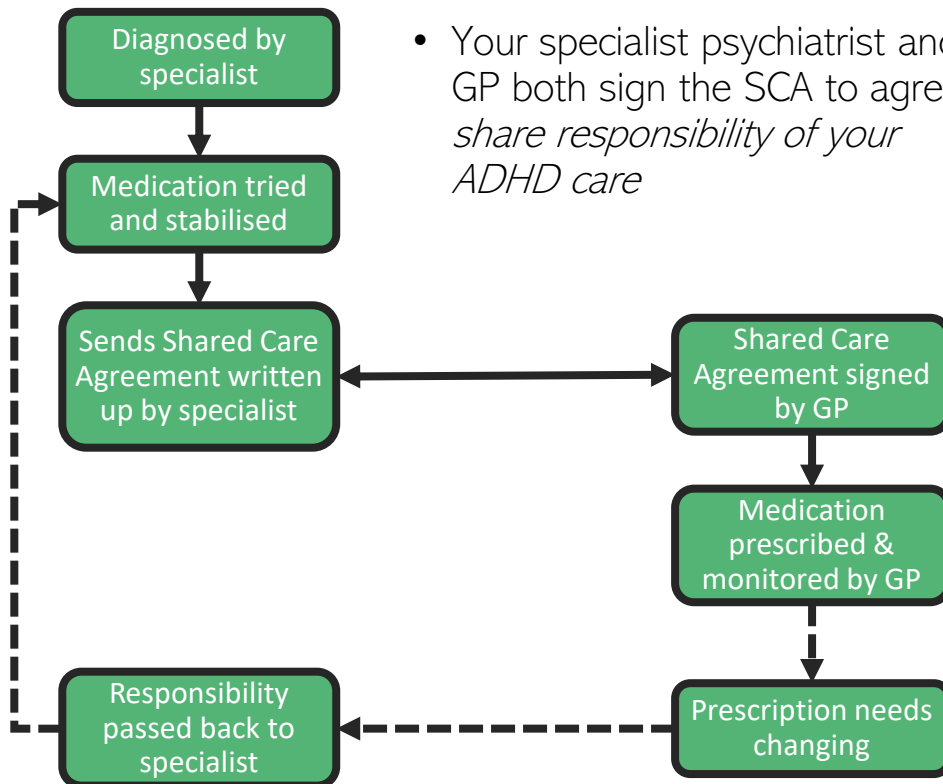 Diagnosed by
specialist
• Your specialist psychiatrist and
GP both sign the SCA to agre
share responsibility of your
ADHD care
Medication tried
and stabilised
Sends Shared Care
Agreement written
up by specialist
Shared Care
Agreement signed
by GP
Medication
prescribed &
monitored by GP
Prescription needs
changing
Responsibility
passed back to
specialist